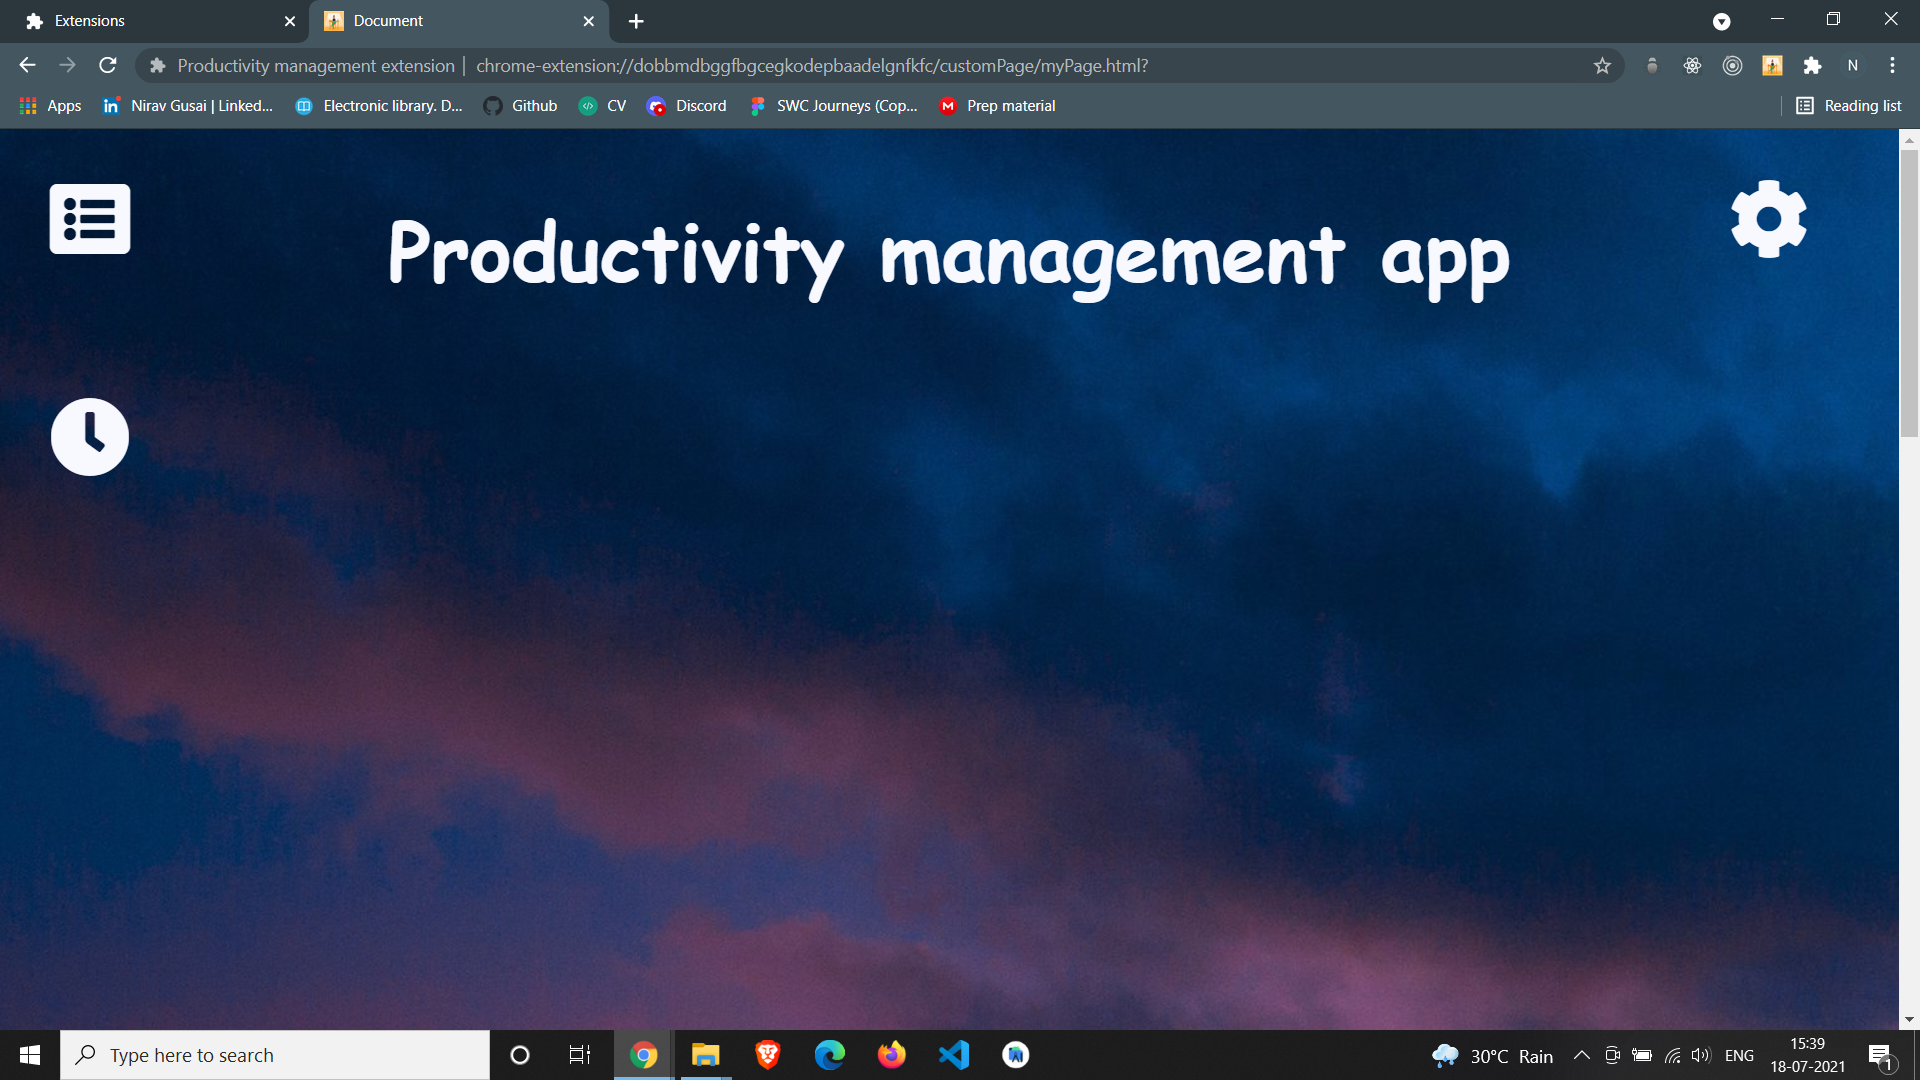 Extensions
Document
Productivity management extension | chrome-extension://dobbmdbggfbgcegkodepbaadelgnfkfc/customPage/myPage.html?
N
Apps
Nirav Gusai | Linked...
Electronic library. D...
Github
CV
Discord
SWC Journeys (Cop...
Prep material
Reading list
Productivity management app
Type here to search
30°C Rain
ENG
15:39
18-07-2021
1